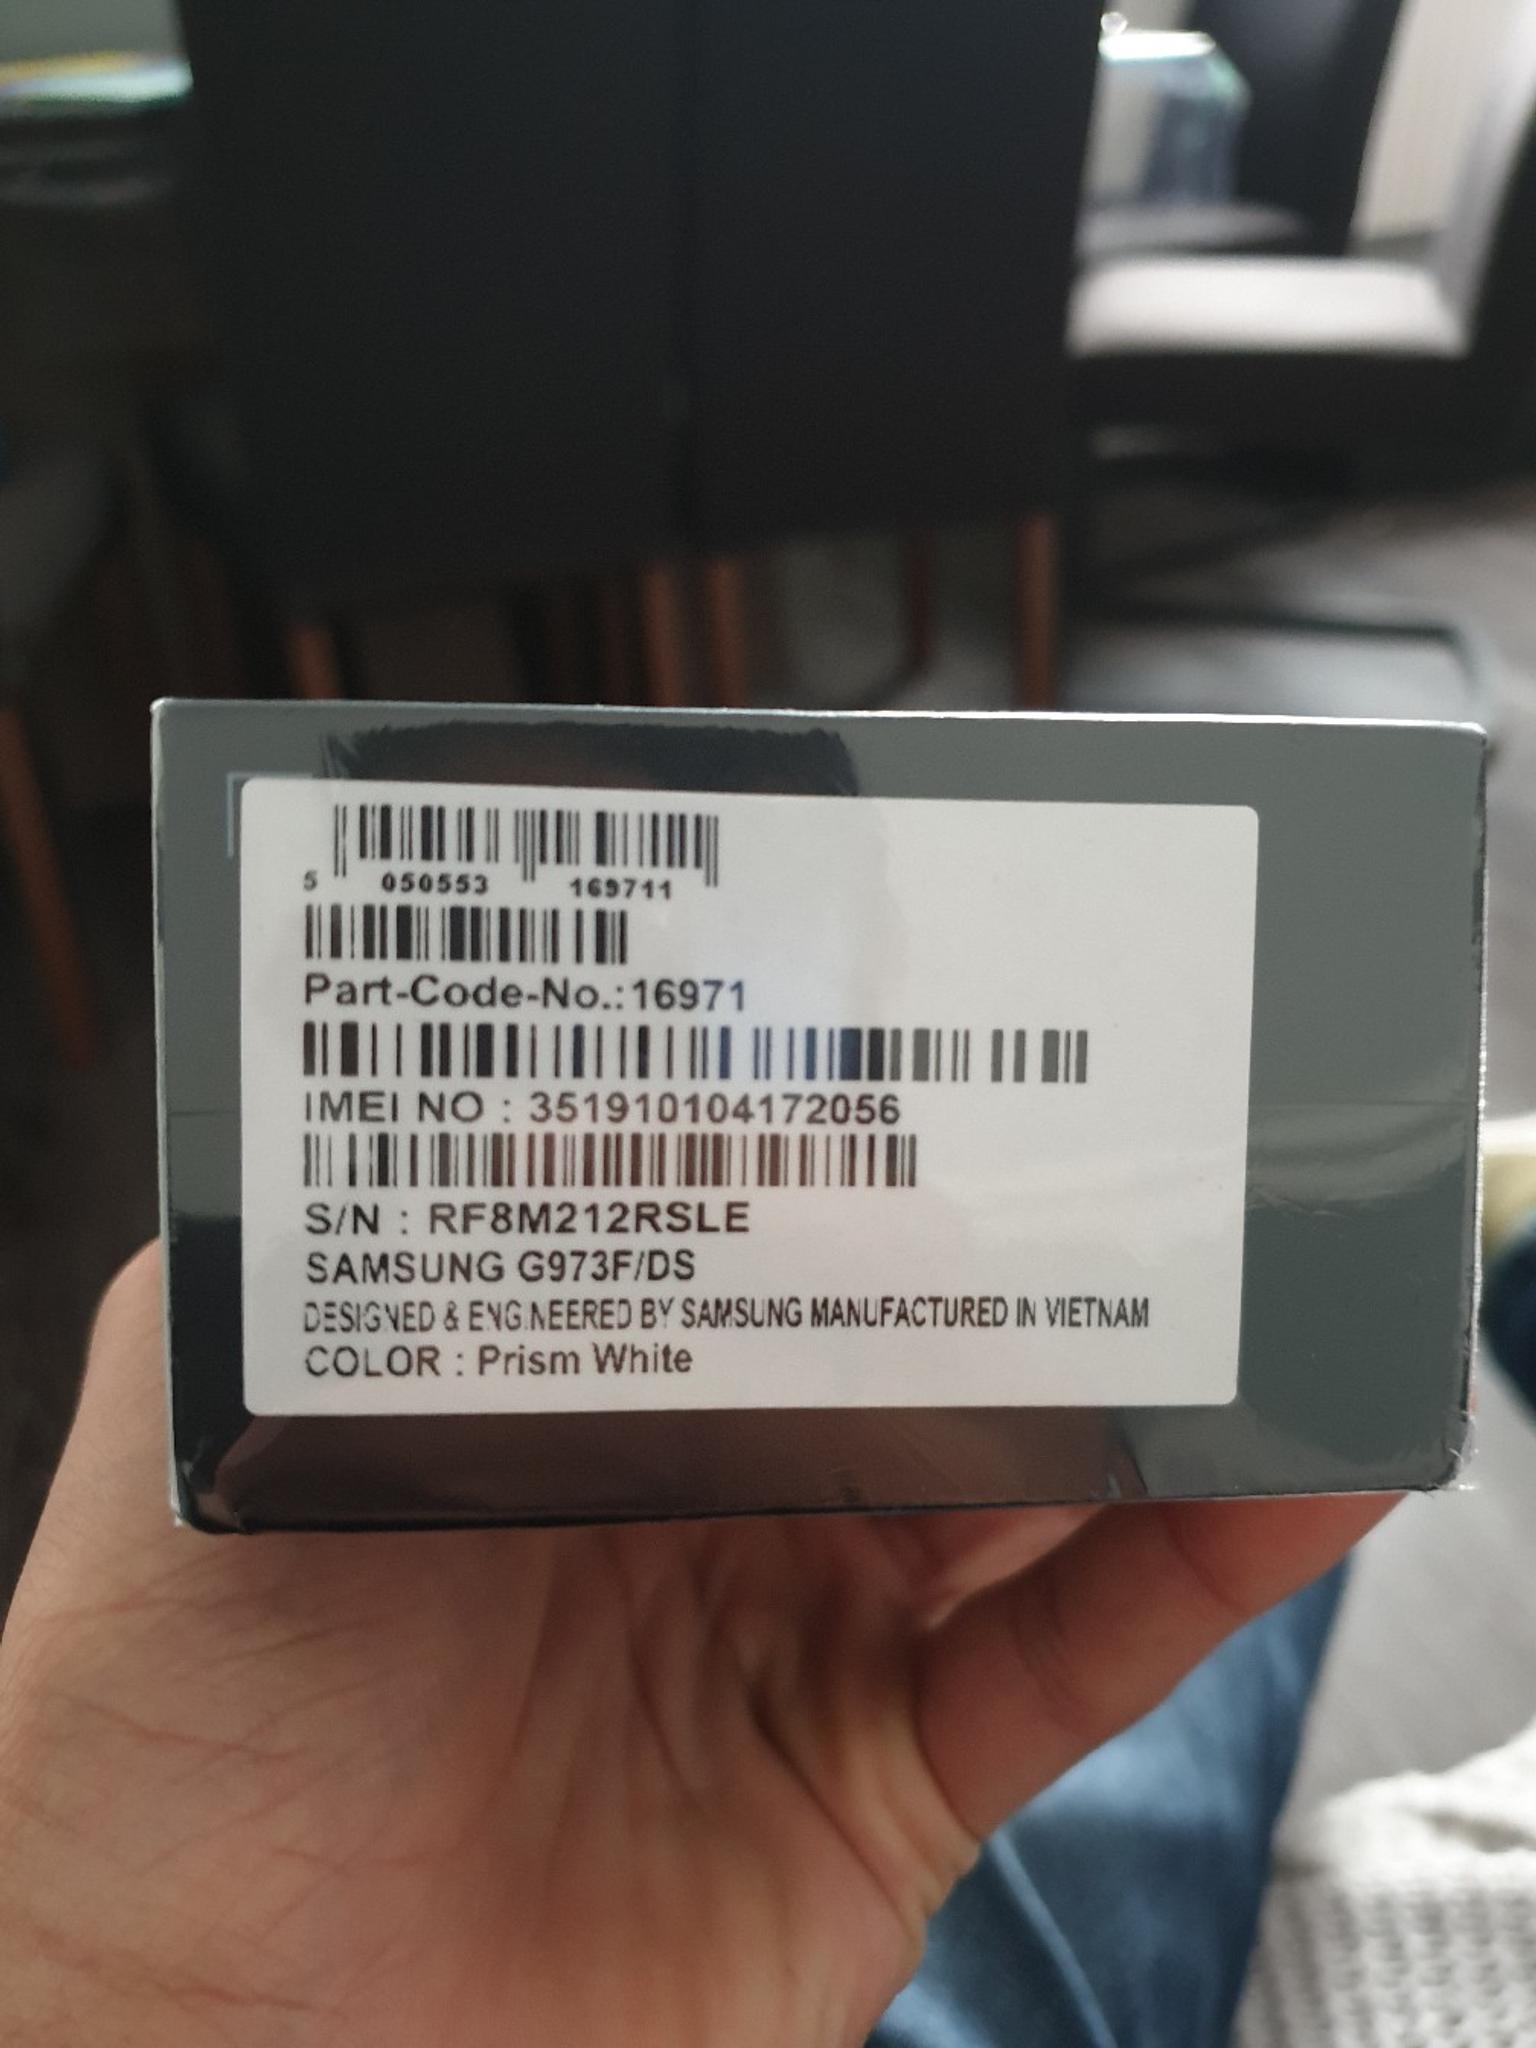 5 050553 169711
Part-Code-No.:16971
IMEI NO : 351910104172056
S/N : RF8M212RSLE
SAMSUNG G973F/DS
DESIGNED & ENGINEERED BY SAMSUNG MANUFACTURED IN VIETNAM
COLOR : Prism White